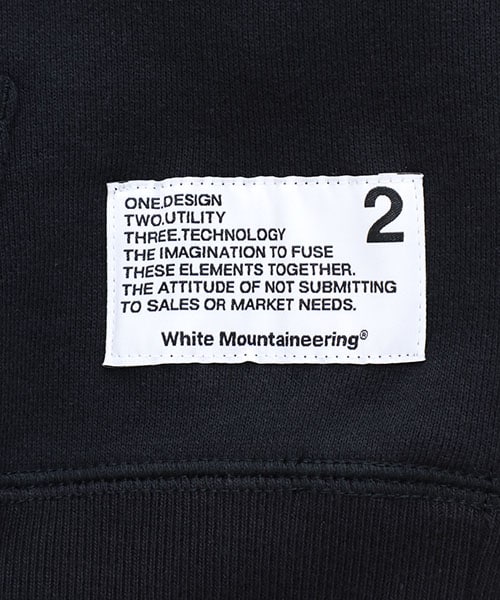 ONE.DESIGN
2
TWO.UTILITY
THREE.TECHNOLOGY
THE IMAGINATION TO FUSE
THESE ELEMENTS TOGETHER.
THE ATTITUDE OF NOT SUBMITTING
TO SALES OR MARKET NEEDS.
White Mountaineering®